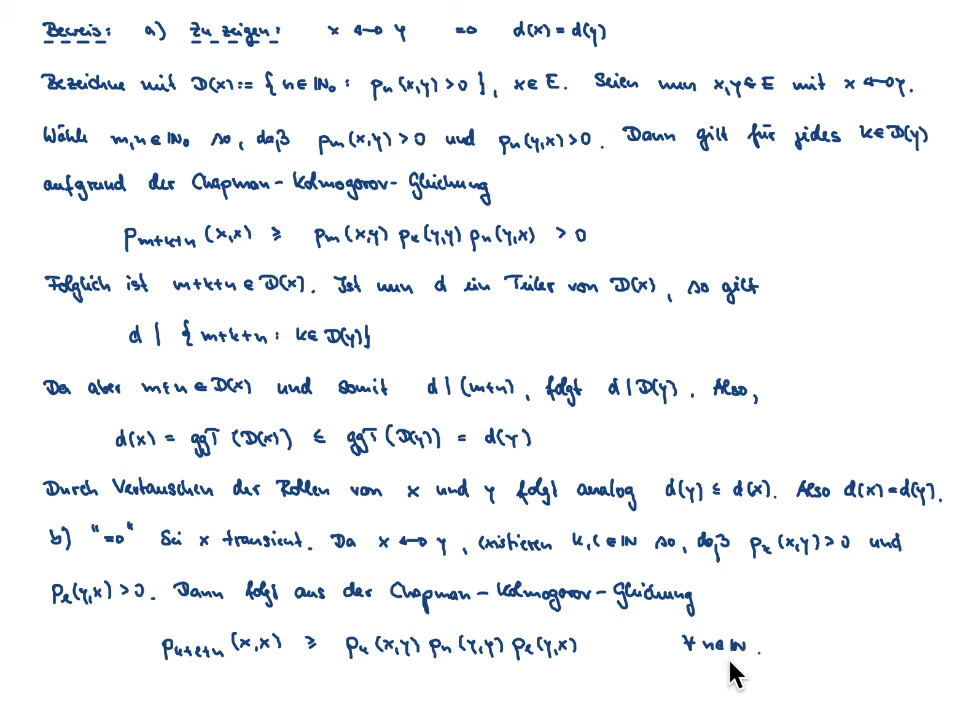 Beweis: a) Zu zeigen: x ↔ y ⇒ d(x) = d(y)
Bezeichne mit D(x) := { n ∈ ℕ₀ : pₙ(x,y) > 0 }, x ∈ E. Seien nun x,y ∈ E mit x ↔ y.
Wähle m,n ∈ ℕ₀ so, daß pₘ(x,y) > 0 und pₙ(y,x) > 0. Dann gilt für jedes k ∈ D(y)
aufgrund der Chapman-Kolmogorov-Gleichung
p_{m+k+n}(x,x) ≥ pₘ(x,y) pₖ(y,y) pₙ(y,x) > 0
Folglich ist m+k+n ∈ D(x). Ist nun d ein Teiler von D(x), so gilt
d | { m+k+n : k ∈ D(y)}
Da aber m+n ∈ D(x) und somit d | (m+n), folgt d | D(y). Also,
d(x) = ggT (D(x)) ≤ ggT (D(y)) = d(y)
Durch Vertauschen der Rollen von x und y folgt analog d(y) ≤ d(x). Also d(x) = d(y).
b) "⇒" Sei x transient. Da x ↔ y, existieren k,l ∈ ℕ so, daß pₖ(x,y) > 0 und
pₗ(y,x) > 0. Dann folgt aus der Chapman-Kolmogorov-Gleichung
p_{k+l+n}(x,x) ≥ pₖ(x,y) pₙ(y,y) pₗ(y,x) ∀ n ∈ ℕ.